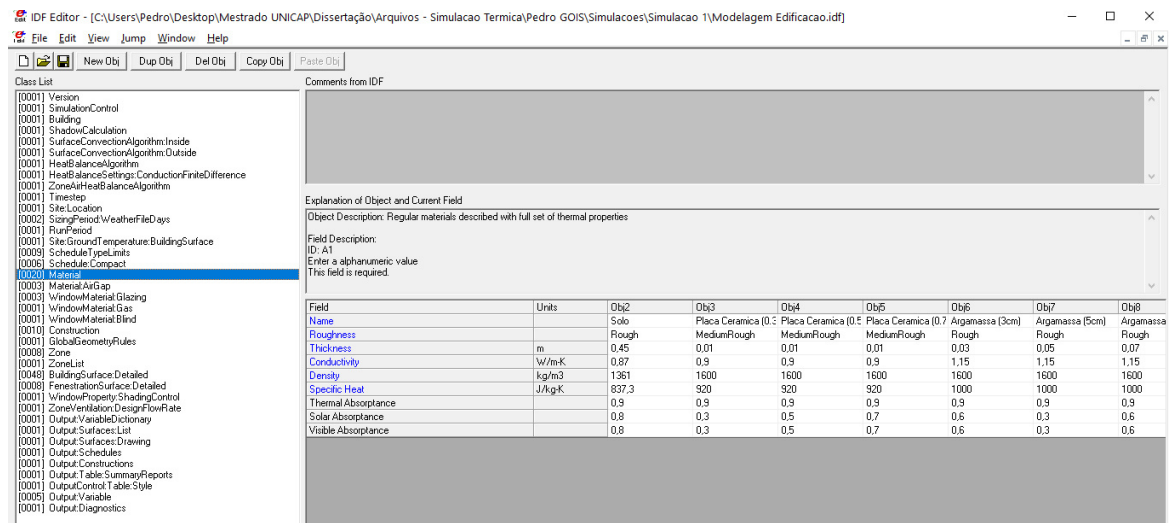 IDF Editor - [C:\Users\Pedro\Desktop\Mestrado UNICAP\Dissertação\Arquivos - Simulacao Termica\Pedro GOIS\Simulacoes\Simulacao 1\Modelagem Edificacao.idf]
File Edit View Jump Window Help
New Obj Dup Obj Del Obj Copy Obj Paste Obj
Class List
[0001] Version
[0001] SimulationControl
[0001] Building
[0001] ShadowCalculation
[0001] SurfaceConvectionAlgorithm:Inside
[0001] SurfaceConvectionAlgorithm:Outside
[0001] HeatBalanceAlgorithm
[0001] HeatBalanceSettings:ConductionFiniteDifference
[0001] ZoneAirHeatBalanceAlgorithm
[0001] Timestep
[0001] Site:Location
[0002] SizingPeriod:WeatherFileDays
[0001] RunPeriod
[0001] Site:GroundTemperature:BuildingSurface
[0009] ScheduleTypeLimits
[0006] Schedule:Compact
[0020] Material
[0003] Material:AirGap
[0003] WindowMaterial:Glazing
[0001] WindowMaterial:Gas
[0001] WindowMaterial:Blind
[0010] Construction
[0001] GlobalGeometryRules
[0008] Zone
[0001] ZoneList
[0048] BuildingSurface:Detailed
[0008] FenestrationSurface:Detailed
[0001] WindowProperty:ShadingControl
[0001] ZoneVentilation:DesignFlowRate
[0001] Output:VariableDictionary
[0001] Output:Surfaces:List
[0001] Output:Surfaces:Drawing
[0001] Output:Schedules
[0001] Output:Constructions
[0001] Output:Table:SummaryReports
[0001] OutputControl:Table:Style
[0005] Output:Variable
[0001] Output:Diagnostics
Comments from IDF
Explanation of Object and Current Field
Object Description: Regular materials described with full set of thermal properties
Field Description:
ID: A1
Enter a alphanumeric value
This field is required.
Field Units Obj2 Obj3 Obj4 Obj5 Obj6 Obj7 Obj8
Name Solo Placa Ceramica (0.3 Placa Ceramica (0.5 Placa Ceramica (0.7 Argamassa (3cm) Argamassa (5cm) Argamassa
Roughness Rough MediumRough MediumRough MediumRough Rough Rough Rough
Thickness m 0,45 0,01 0,01 0,01 0,03 0,05 0,07
Conductivity W/m-K 0,87 0,9 0,9 0,9 1,15 1,15 1,15
Density kg/m3 1361 1600 1600 1600 1600 1600 1600
Specific Heat J/kg-K 837,3 920 920 920 1000 1000 1000
Thermal Absorptance 0,9 0,9 0,9 0,9 0,9 0,9 0,9
Solar Absorptance 0,8 0,3 0,5 0,7 0,6 0,3 0,6
Visible Absorptance 0,8 0,3 0,5 0,7 0,6 0,3 0,6